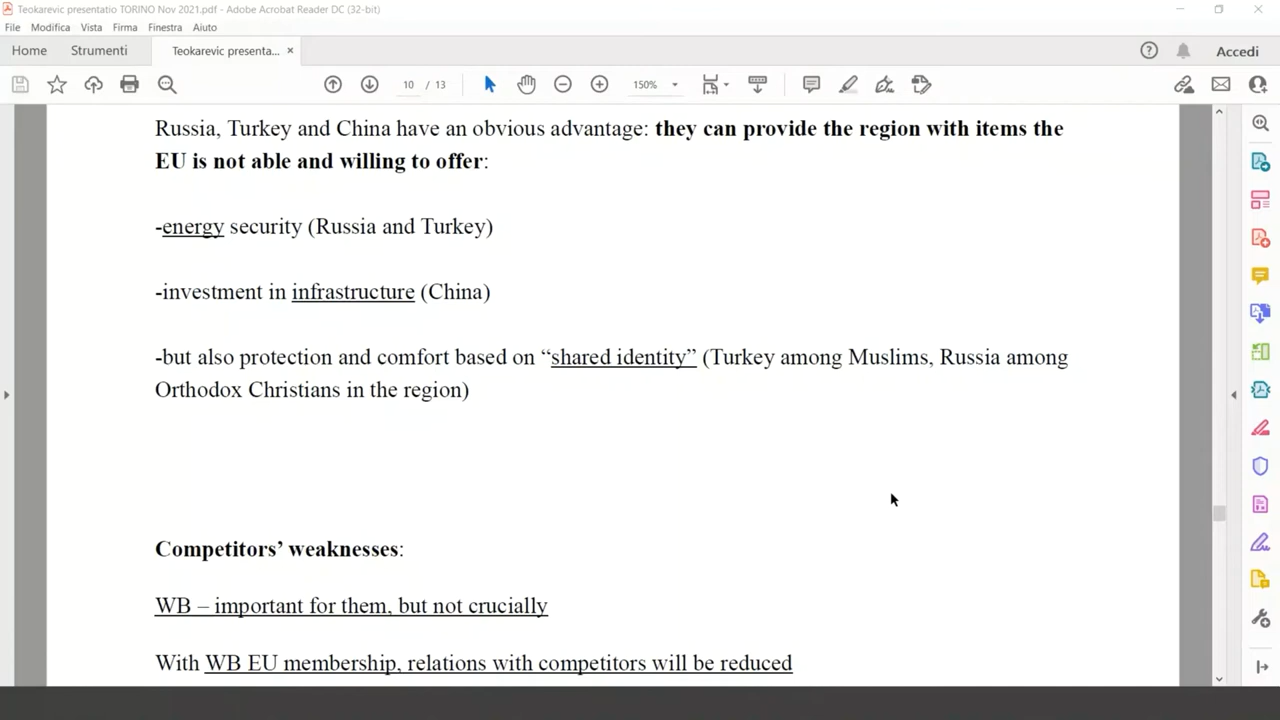 Teokarevic presentatio TORINO Nov 2021.pdf - Adobe Acrobat Reader DC (32-bit)
File Modifica Vista Firma Finestra Aiuto
Home Strumenti Teokarevic presenta... × Accedi
10 / 13 150%
Russia, Turkey and China have an obvious advantage: they can provide the region with items the
EU is not able and willing to offer:
-energy security (Russia and Turkey)
-investment in infrastructure (China)
-but also protection and comfort based on “shared identity” (Turkey among Muslims, Russia among
Orthodox Christians in the region)
Competitors’ weaknesses:
WB – important for them, but not crucially
With WB EU membership, relations with competitors will be reduced